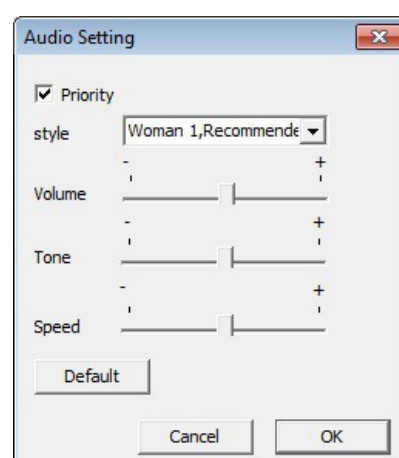 Audio Setting
Priority
style Woman 1,Recommende
- +
Volume
- +
Tone
- +
Speed
Default
Cancel OK